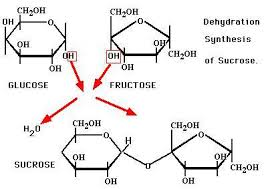 CH₂OH CH₂OH Dehydration
Synthesis
of Sucrose.
OH OH
OH OH OH OH CH₂OH
OH OH
GLUCOSE FRUCTOSE
H₂O CH₂OH CH₂OH
H
OH OH
SUCROSE OH O CH₂OH
OH OH